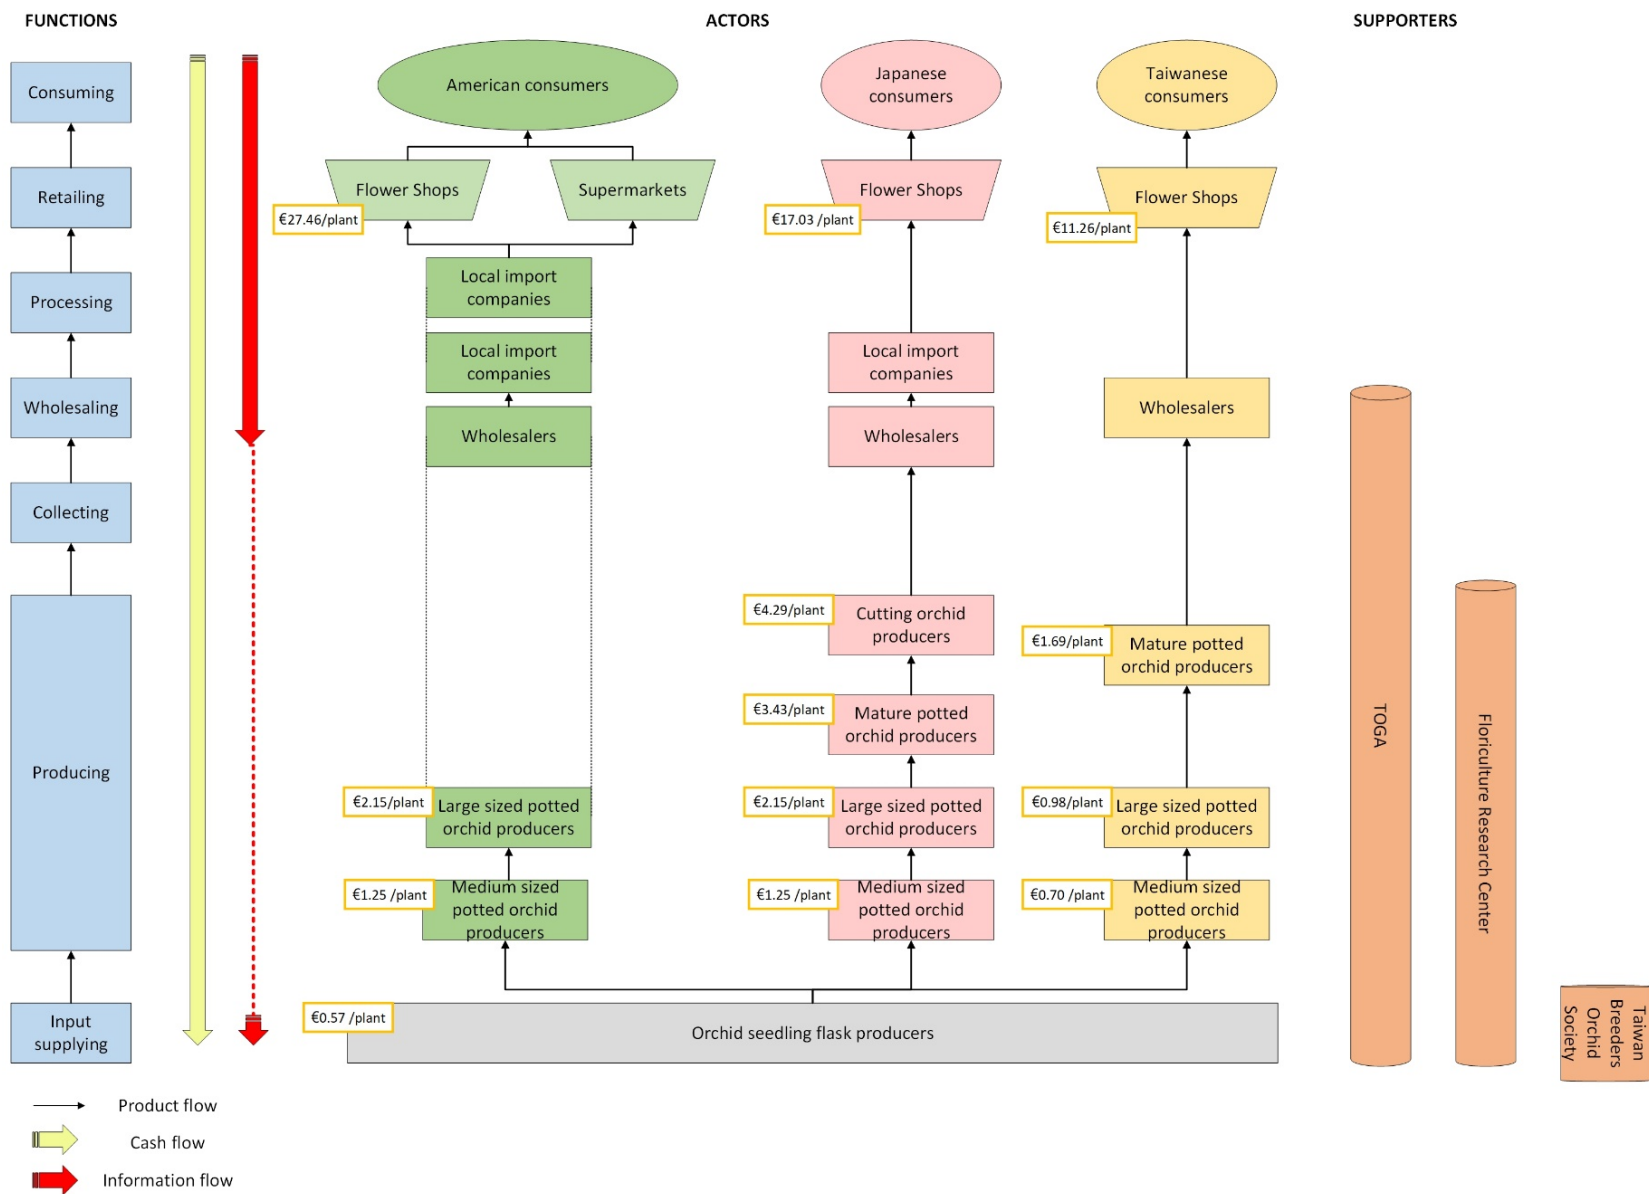 FUNCTIONS
ACTORS
SUPPORTERS
Consuming
Retailing
Processing
Wholesaling
Collecting
Producing
Input
supplying
American consumers
Flower Shops
€27.46/plant
Supermarkets
Local import
companies
Local import
companies
Wholesalers
€2.15/plant
Large sized potted
orchid producers
€1.25 /plant
Medium sized
potted orchid
producers
Japanese
consumers
Flower Shops
€17.03 /plant
Local import
companies
Wholesalers
€4.29/plant
Cutting orchid
producers
€3.43/plant
Mature potted
orchid producers
€2.15/plant
Large sized potted
orchid producers
€1.25 /plant
Medium sized
potted orchid
producers
Taiwanese
consumers
Flower Shops
€11.26/plant
Wholesalers
€1.69/plant
Mature potted
orchid producers
€0.98/plant
Large sized potted
orchid producers
€0.70 /plant
Medium sized
potted orchid
producers
€0.57 /plant
Orchid seedling flask producers
TOGA
Floriculture Research Center
Taiwan
Breeders
Orchid
Society
Product flow
Cash flow
Information flow